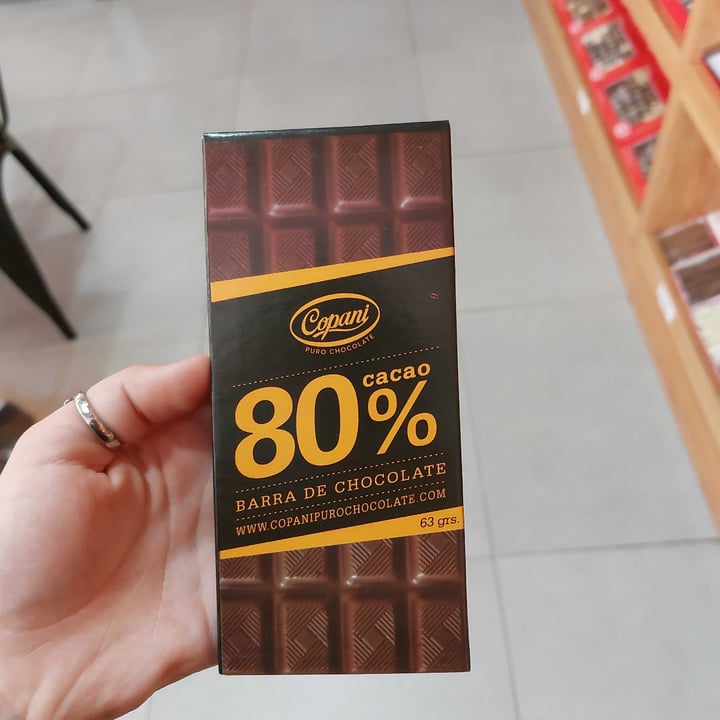 Copani
PURO CHOCOLATE
80% cacao
BARRA DE CHOCOLATE
WWW.COPANIPUROCHOCOLATE.COM
63 grs.